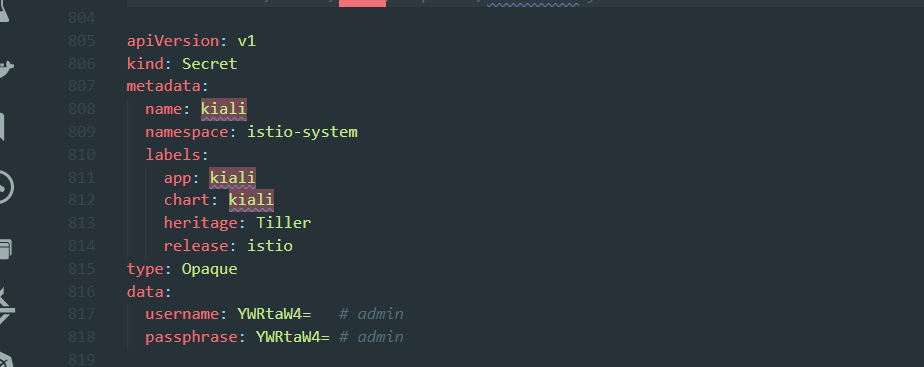 804
805 apiVersion: v1
806 kind: Secret
807 metadata:
808   name: kiali
809   namespace: istio-system
810   labels:
811     app: kiali
812     chart: kiali
813     heritage: Tiller
814     release: istio
815 type: Opaque
816 data:
817   username: YWRtaW4=   # admin
818   passphrase: YWRtaW4= # admin
819